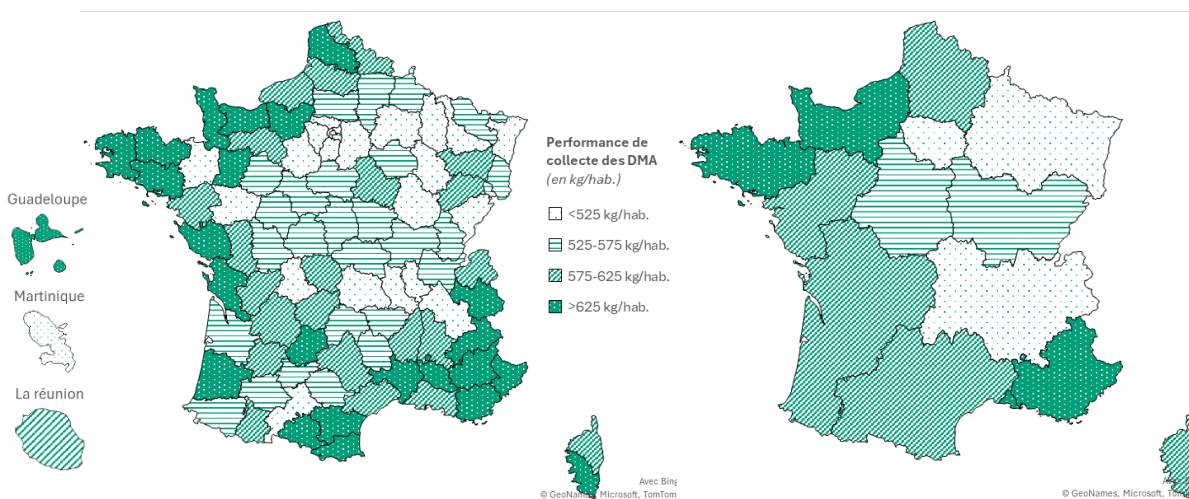 Guadeloupe
Martinique
La réunion
Performance de
collecte des DMA
(en kg/hab.)
<525 kg/hab.
525-575 kg/hab.
575-625 kg/hab.
>625 kg/hab.
Avec Bing
© GeoNames, Microsoft, TomTom
© GeoNames, Microsoft,